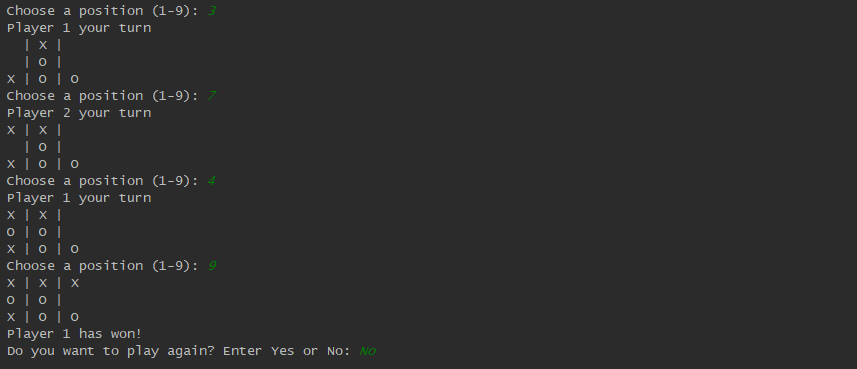 Choose a position (1-9): 3
Player 1 your turn
  | X |
  | O |
X | O | O
Choose a position (1-9): 7
Player 2 your turn
X | X |
  | O |
X | O | O
Choose a position (1-9): 4
Player 1 your turn
X | X |
O | O |
X | O | O
Choose a position (1-9): 9
X | X | X
O | O |
X | O | O
Player 1 has won!
Do you want to play again? Enter Yes or No: No